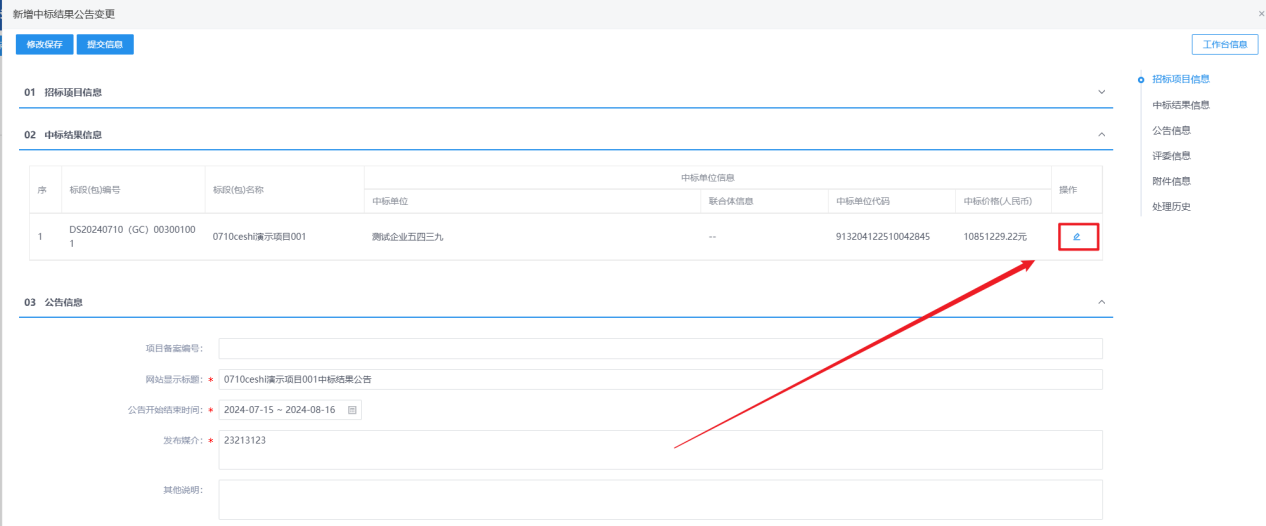 新增中标结果公告变更
×
修改保存 提交信息 工作台信息
01 招标项目信息
02 中标结果信息
序 标段(包)编号 标段(包)名称 中标单位信息 操作
中标单位 联合体信息 中标单位代码 中标价格(人民币)
1 DS20240710（GC）00300100
1 0710ceshi演示项目001 测试企业五四三九 -- 913204122510042845 10851229.22元
03 公告信息
项目备案编号:
网站显示标题: * 0710ceshi演示项目001中标结果公告
公告开始结束时间: * 2024-07-15 ~ 2024-08-16
发布媒介: * 23213123
其他说明:
招标项目信息
中标结果信息
公告信息
评委信息
附件信息
处理历史